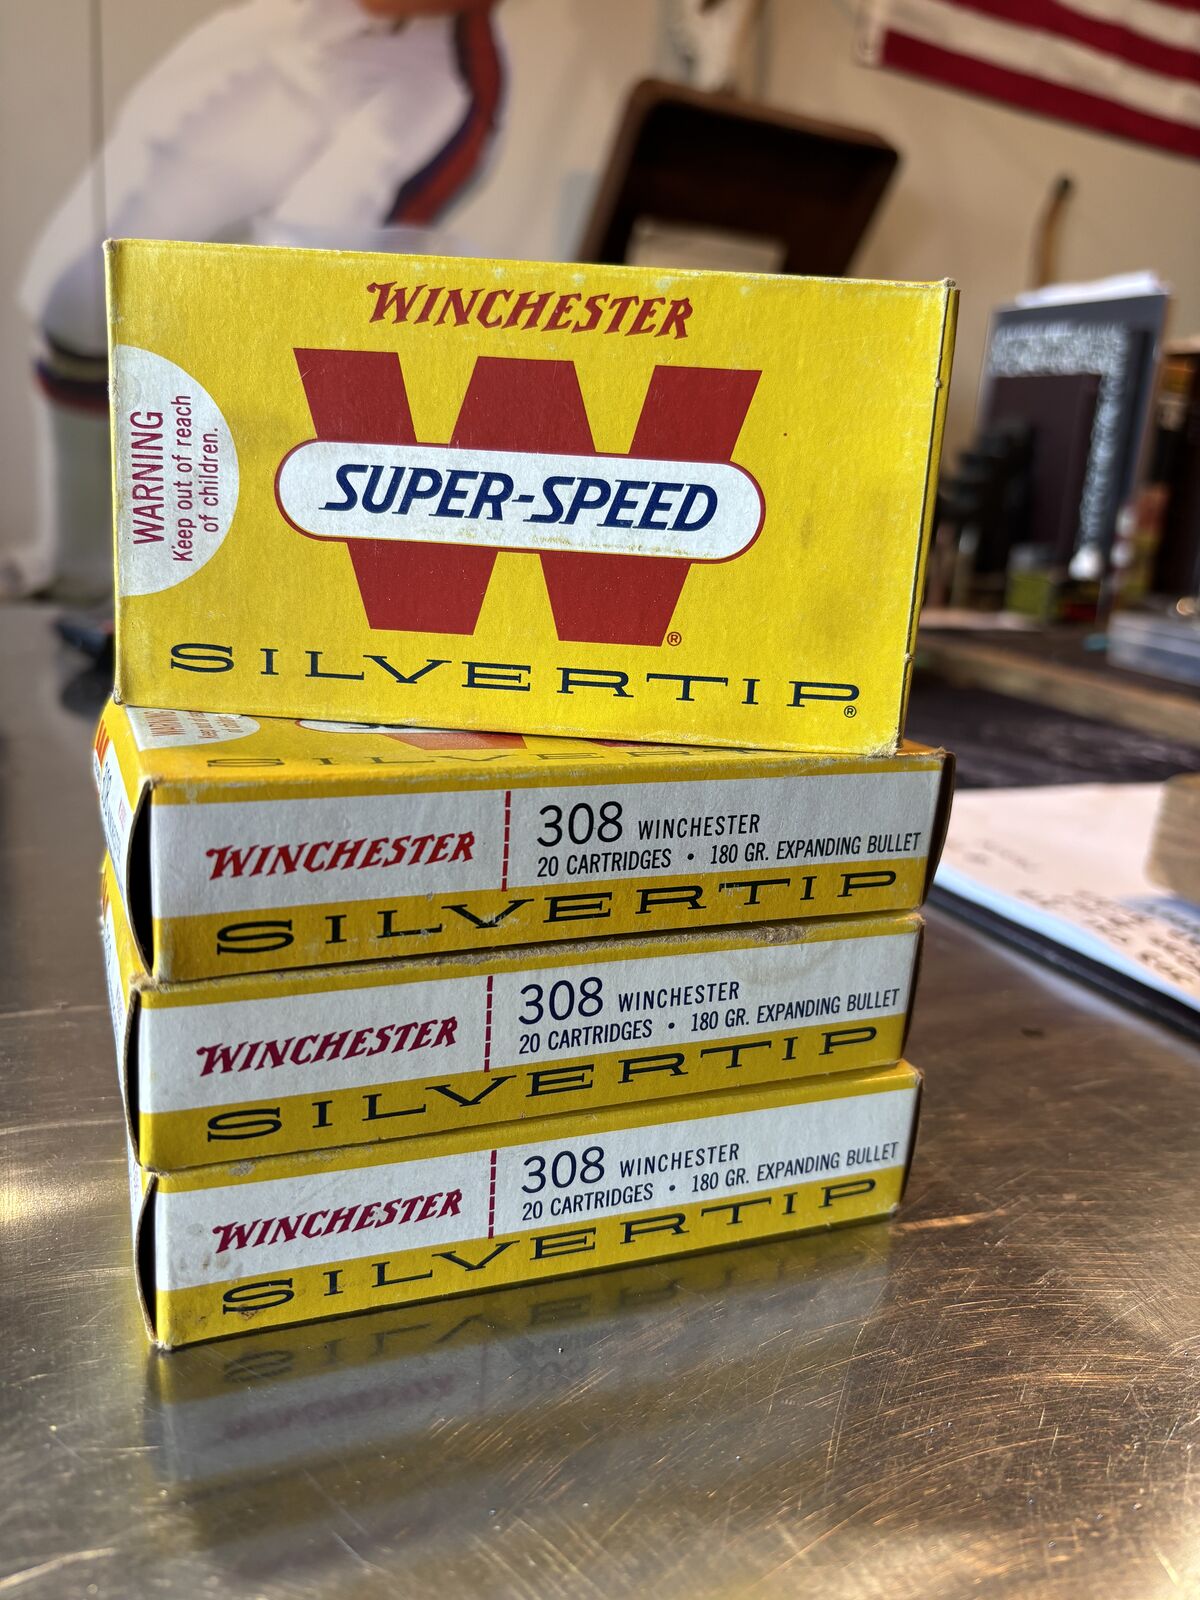 WINCHESTER
W
SUPER-SPEED
®
SILVERTIP®
WARNING
Keep out of reach
of children.
SILVERTIP
WINCHESTER
308 WINCHESTER
20 CARTRIDGES • 180 GR. EXPANDING BULLET
SILVERTIP
WINCHESTER
308 WINCHESTER
20 CARTRIDGES • 180 GR. EXPANDING BULLET
SILVERTIP
WINCHESTER
308 WINCHESTER
20 CARTRIDGES • 180 GR. EXPANDING BULLET
SILVERTIP